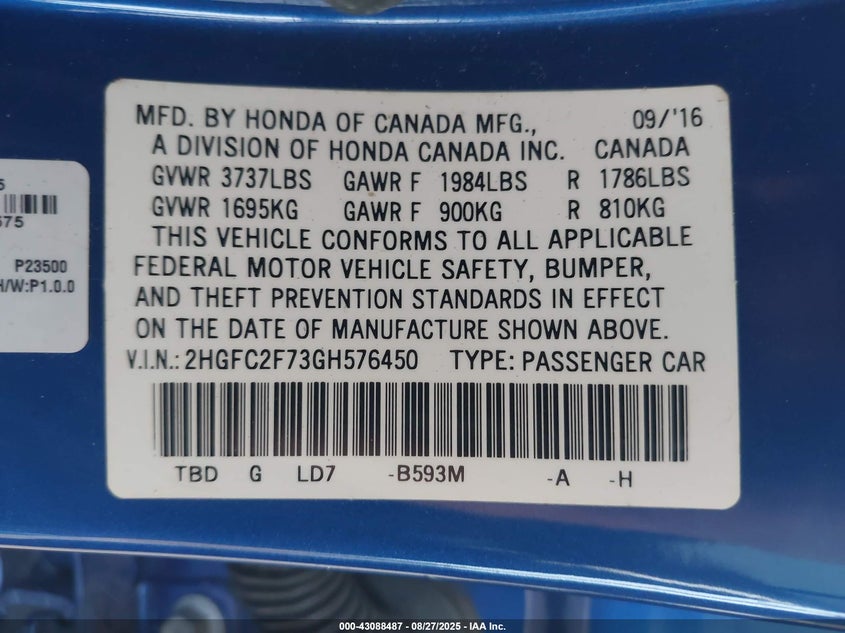 MFD. BY HONDA OF CANADA MFG., 09/'16
A DIVISION OF HONDA CANADA INC. CANADA
GVWR 3737LBS GAWR F 1984LBS R 1786LBS
GVWR 1695KG GAWR F 900KG R 810KG
THIS VEHICLE CONFORMS TO ALL APPLICABLE
FEDERAL MOTOR VEHICLE SAFETY, BUMPER,
AND THEFT PREVENTION STANDARDS IN EFFECT
ON THE DATE OF MANUFACTURE SHOWN ABOVE.
V.I.N.: 2HGFC2F73GH576450 TYPE: PASSENGER CAR
TBD G LD7 -B593M -A -H
P23500
H/W:P1.0.0
000-43088487 - 08/27/2025 - IAA Inc.